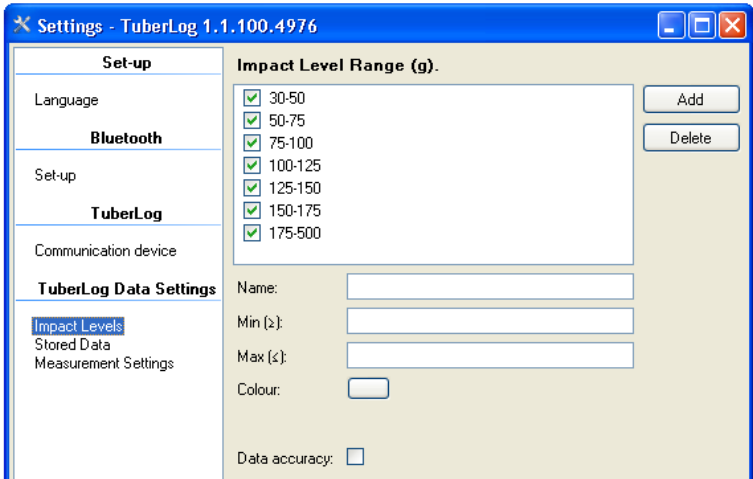 Settings - TuberLog 1.1.100.4976
Set-up
Language
Bluetooth
Set-up
TuberLog
Communication device
TuberLog Data Settings
Impact Levels
Stored Data
Measurement Settings
Impact Level Range (g).
30-50
50-75
75-100
100-125
125-150
150-175
175-500
Add
Delete
Name:
Min (≥):
Max (≤):
Colour:
Data accuracy: